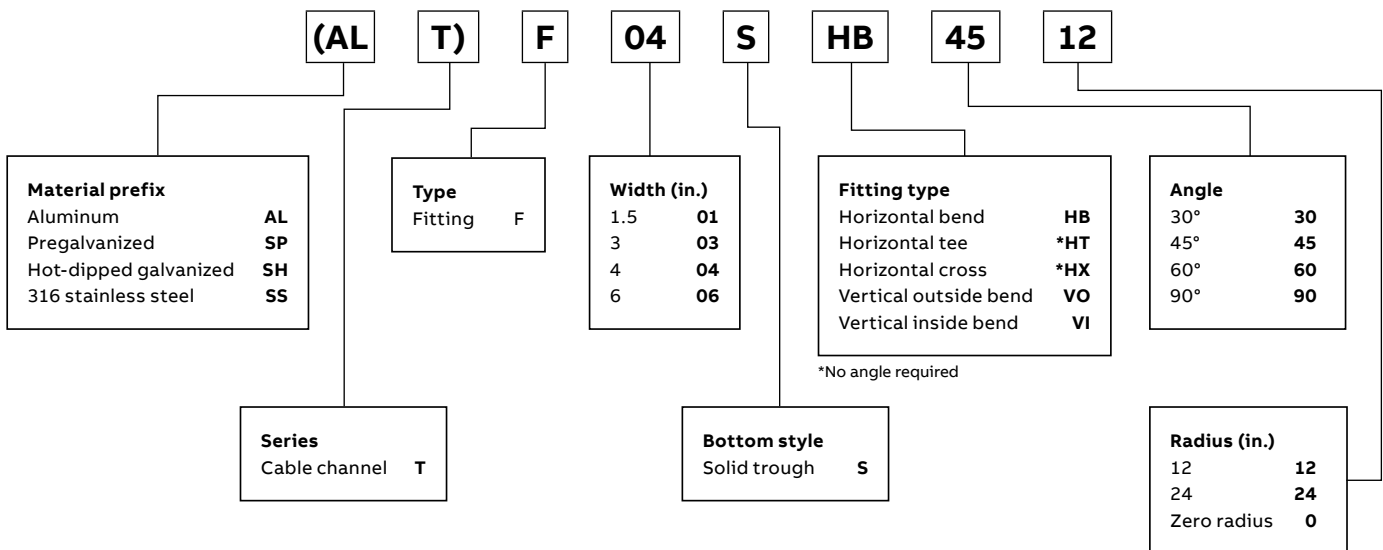 (AL T) F 04 S HB 45 12
Material prefix
Aluminum AL
Pregalvanized SP
Hot-dipped galvanized SH
316 stainless steel SS
Type
Fitting F
Width (in.)
1.5 01
3 03
4 04
6 06
Fitting type
Horizontal bend HB
Horizontal tee *HT
Horizontal cross *HX
Vertical outside bend VO
Vertical inside bend VI
*No angle required
Angle
30° 30
45° 45
60° 60
90° 90
Series
Cable channel T
Bottom style
Solid trough S
Radius (in.)
12 12
24 24
Zero radius 0